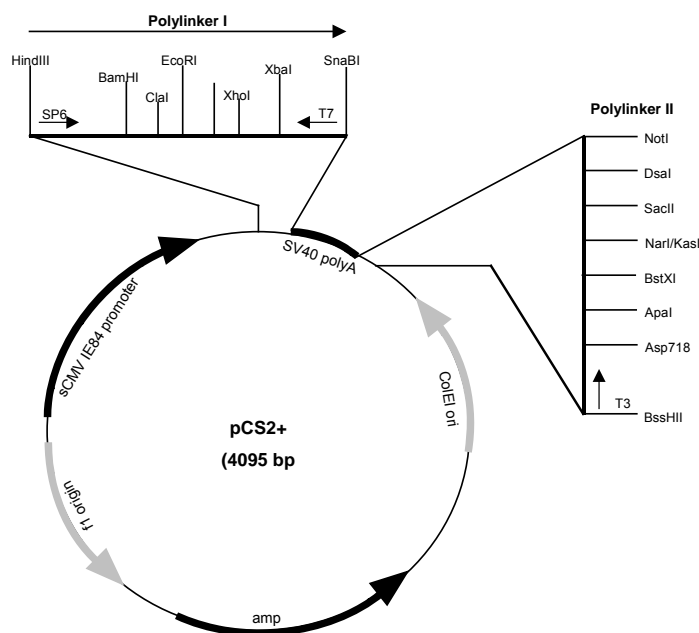 Polylinker I
HindIII
BamHI
ClaI
EcoRI
XhoI
XbaI
SnaBI
SP6
T7
Polylinker II
NotI
DsaI
SacII
NarI/KasI
BstXI
ApaI
Asp718
T3
BssHII
SV40 polyA
sCMV IE84 promoter
ColEI ori
pCS2+
(4095 bp
f1 origin
amp